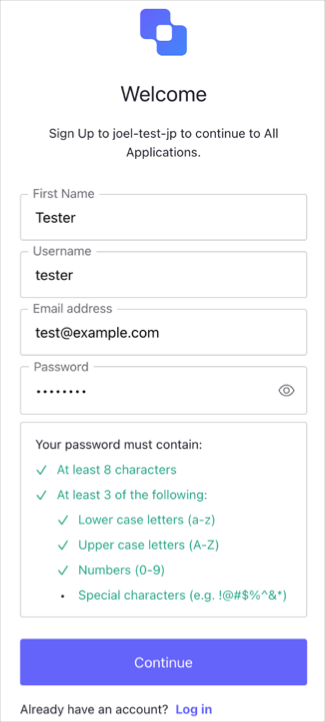 Welcome
Sign Up to joel-test-jp to continue to All
Applications.
First Name
Tester
Username
tester
Email address
test@example.com
Password
••••••••
Your password must contain:
✓ At least 8 characters
✓ At least 3 of the following:
✓ Lower case letters (a-z)
✓ Upper case letters (A-Z)
✓ Numbers (0-9)
• Special characters (e.g. !@#$%^&*)
Continue
Already have an account? Log in